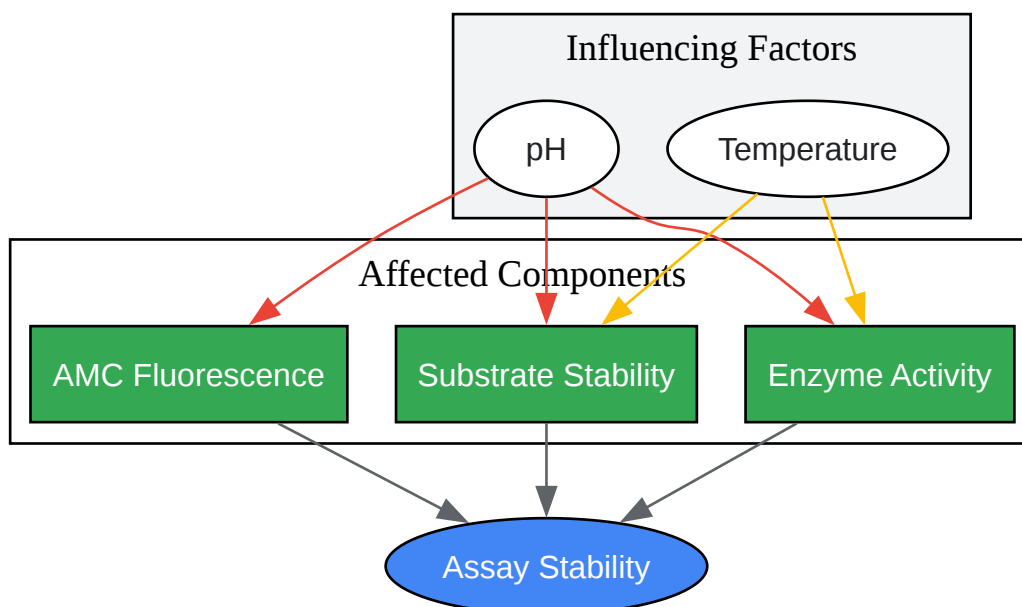 Influencing Factors
pH
Temperature
Affected Components
AMC Fluorescence
Substrate Stability
Enzyme Activity
Assay Stability